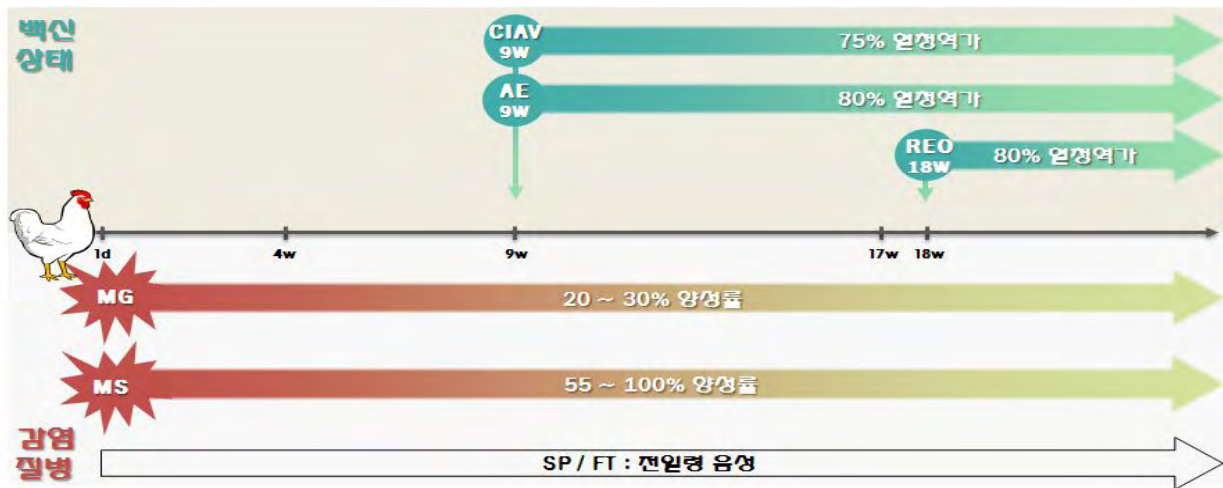 백신
상태
CIAV
9W
75% 혈청역가
AE
9W
80% 혈청역가
REO
18W
80% 혈청역가
1d 4w 9w 17w 18w
MG
20 ~ 30% 양성률
MS
55 ~ 100% 양성률
감염
질병
SP / FT : 전일령 음성